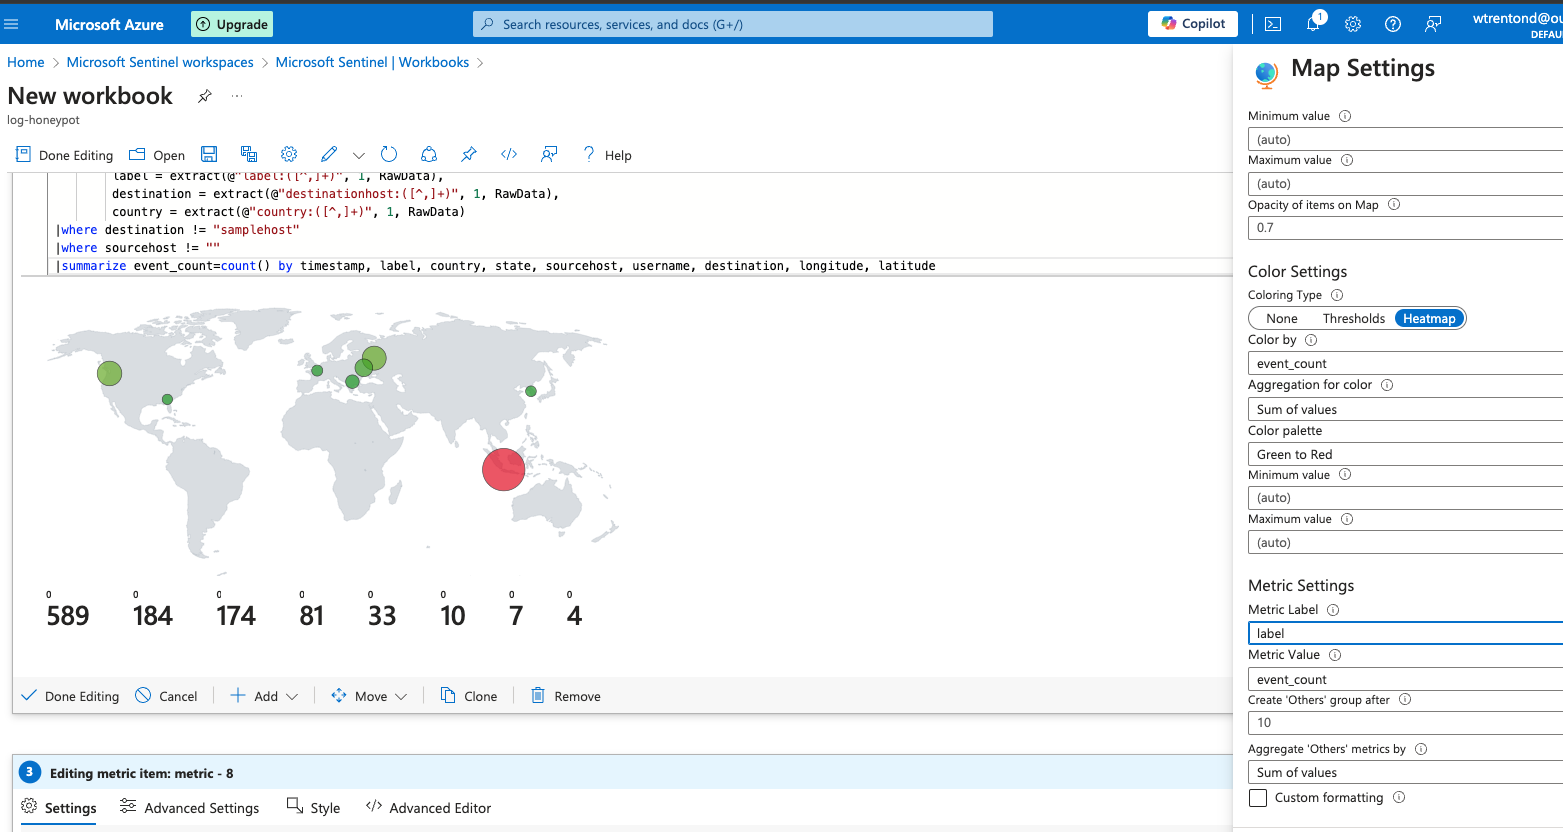 Microsoft Azure
Upgrade
Search resources, services, and docs (G+/)
Copilot
1
wtrentond@ou
DEFAU
Home > Microsoft Sentinel workspaces > Microsoft Sentinel | Workbooks >
New workbook
...
log-honeypot
Done Editing
Open
Help
label = extract(@"label:([^,]+)", 1, RawData),
destination = extract(@"destinationhost:([^,]+)", 1, RawData),
country = extract(@"country:([^,]+)", 1, RawData)
|where destination != "samplehost"
|where sourcehost != ""
|summarize event_count=count() by timestamp, label, country, state, sourcehost, username, destination, longitude, latitude
0 0 0 0 0 0 0 0
589 184 174 81 33 10 7 4
Done Editing
Cancel
Add
Move
Clone
Remove
3 Editing metric item: metric - 8
Settings
Advanced Settings
Style
Advanced Editor
Map Settings
Minimum value
(auto)
Maximum value
(auto)
Opacity of items on Map
0.7
Color Settings
Coloring Type
None Thresholds Heatmap
Color by
event_count
Aggregation for color
Sum of values
Color palette
Green to Red
Minimum value
(auto)
Maximum value
(auto)
Metric Settings
Metric Label
label
Metric Value
event_count
Create 'Others' group after
10
Aggregate 'Others' metrics by
Sum of values
Custom formatting